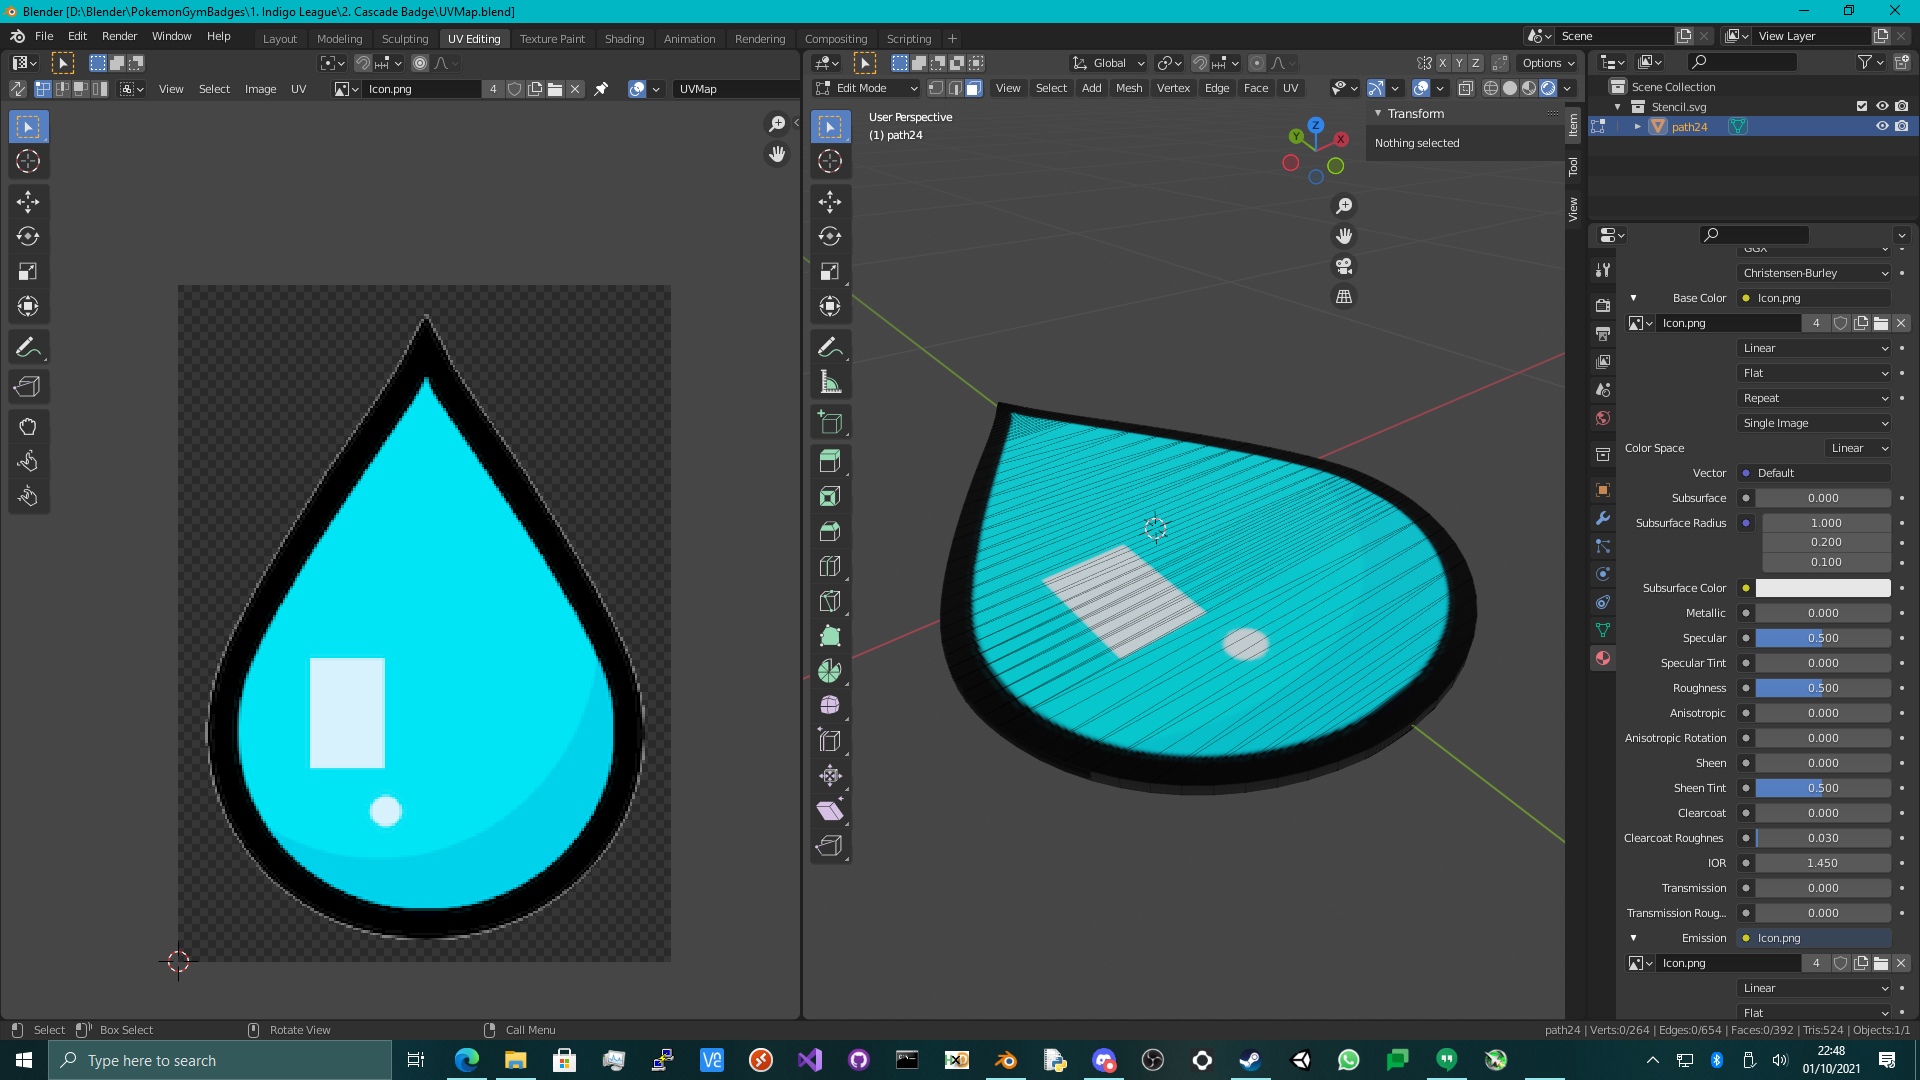 Blender [D:\Blender\PokemonGymBadges\1. Indigo League\2. Cascade Badge\UVMap.blend]
File Edit Render Window Help
Layout Modeling Sculpting UV Editing Texture Paint Shading Animation Rendering Compositing Scripting
Scene
View Layer
Global
X Y Z
Options
View Select Image UV
Icon.png
4
UVMap
Edit Mode
View Select Add Mesh Vertex Edge Face UV
Scene Collection
Stencil.svg
path24
User Perspective
(1) path24
Z
Y
X
Transform
Nothing selected
Item
Tool
View
GGX
Christensen-Burley
Base Color
Icon.png
Icon.png
4
Linear
Flat
Repeat
Single Image
Color Space
Linear
Vector
Default
Subsurface
0.000
Subsurface Radius
1.000
0.200
0.100
Subsurface Color
Metallic
0.000
Specular
0.500
Specular Tint
0.000
Roughness
0.500
Anisotropic
0.000
Anisotropic Rotation
0.000
Sheen
0.000
Sheen Tint
0.500
Clearcoat
0.000
Clearcoat Roughnes
0.030
IOR
1.450
Transmission
0.000
Transmission Roug...
0.000
Emission
Icon.png
Icon.png
4
Linear
Flat
Select
Box Select
Rotate View
Call Menu
path24 | Verts:0/264 | Edges:0/654 | Faces:0/392 | Tris:524 | Objects:1/1
Type here to search
22:48
01/10/2021